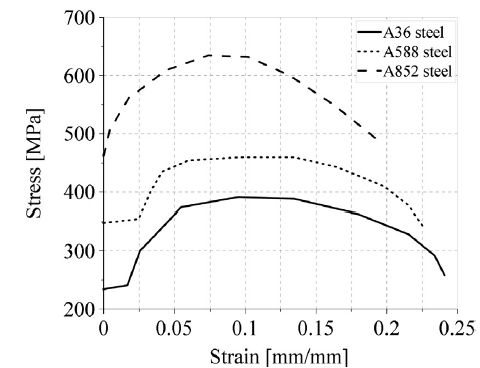 700
600
500
400
300
200
Stress [MPa]
A36 steel
A588 steel
A852 steel
0 0.05 0.1 0.15 0.2 0.25
Strain [mm/mm]